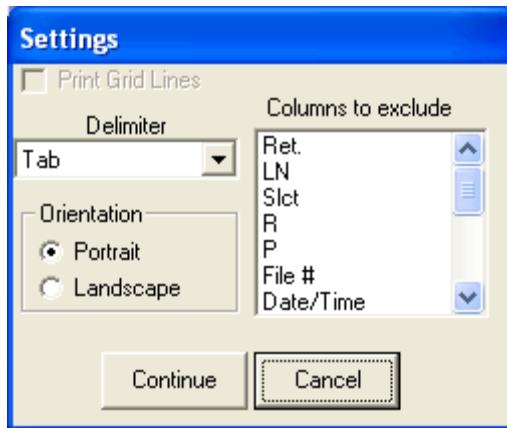 Settings
Print Grid Lines
Delimiter
Tab
Orientation
Portrait
Landscape
Columns to exclude
Ret.
LN
Slct
R
P
File #
Date/Time
Continue
Cancel